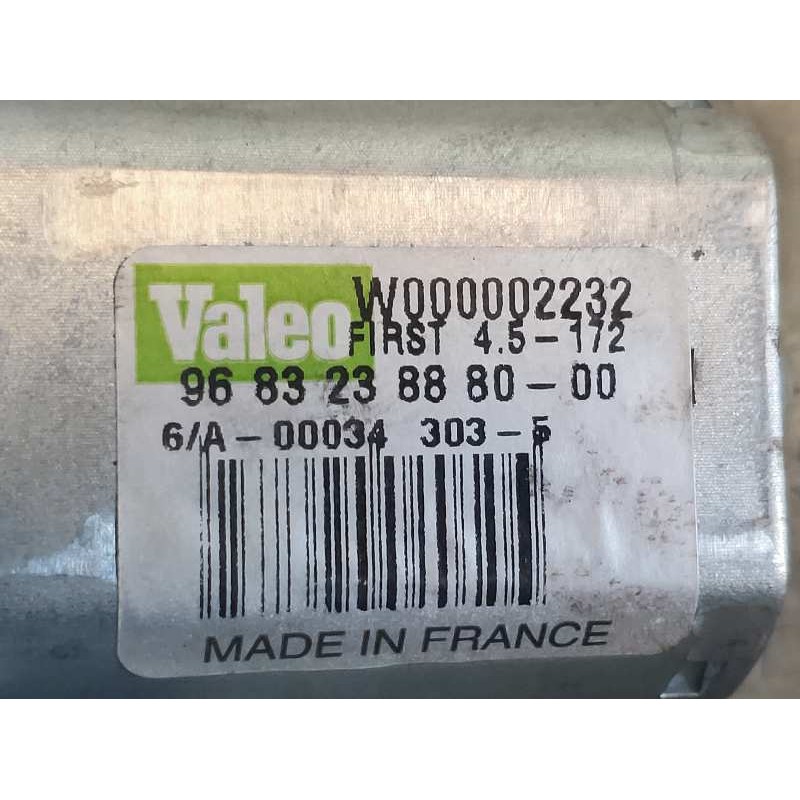 Valeo W000002232
FIRST 4.5-172
96 83 23 88 80-00
6/A-00034 303-5
MADE IN FRANCE